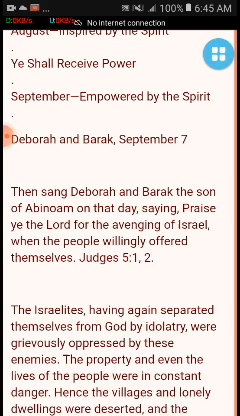 U:0KB/s
100% 6:45 AM
No internet connection
August—Inspired by the Spirit
.
Ye Shall Receive Power
.
September—Empowered by the Spirit
.
Deborah and Barak, September 7
Then sang Deborah and Barak the son
of Abinoam on that day, saying, Praise
ye the Lord for the avenging of Israel,
when the people willingly offered
themselves. Judges 5:1, 2.
The Israelites, having again separated
themselves from God by idolatry, were
grievously oppressed by these
enemies. The property and even the
lives of the people were in constant
danger. Hence the villages and lonely
dwellings were deserted, and the